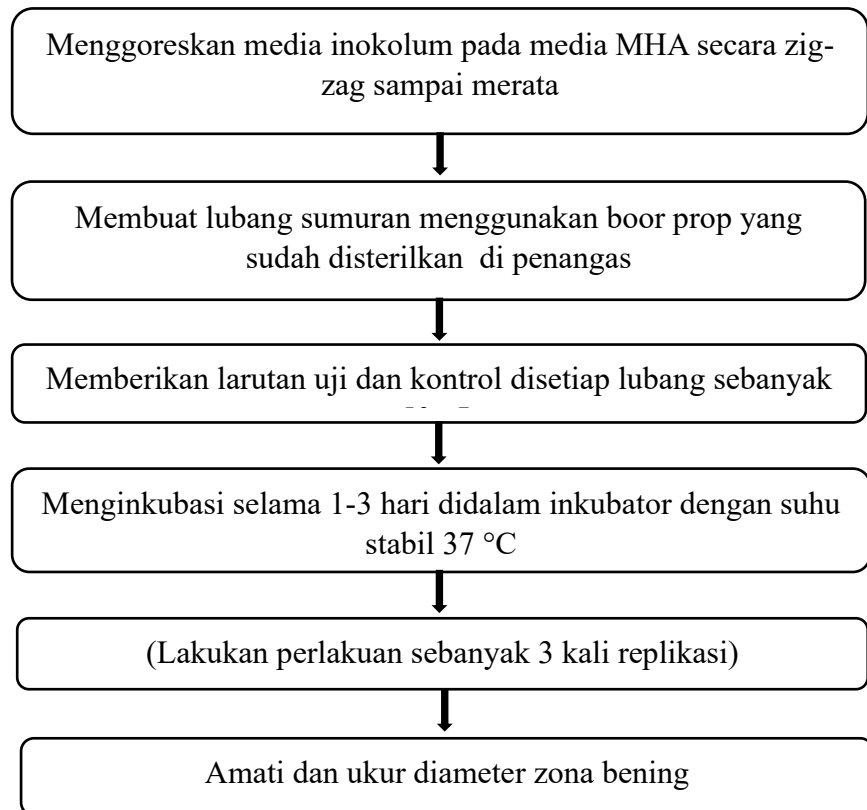 Menggoreskan media inokolum pada media MHA secara zig-
zag sampai merata
Membuat lubang sumuran menggunakan boor prop yang
sudah disterilkan di penangas
Memberikan larutan uji dan kontrol disetiap lubang sebanyak
Menginkubasi selama 1-3 hari didalam inkubator dengan suhu
stabil 37 °C
(Lakukan perlakuan sebanyak 3 kali replikasi)
Amati dan ukur diameter zona bening